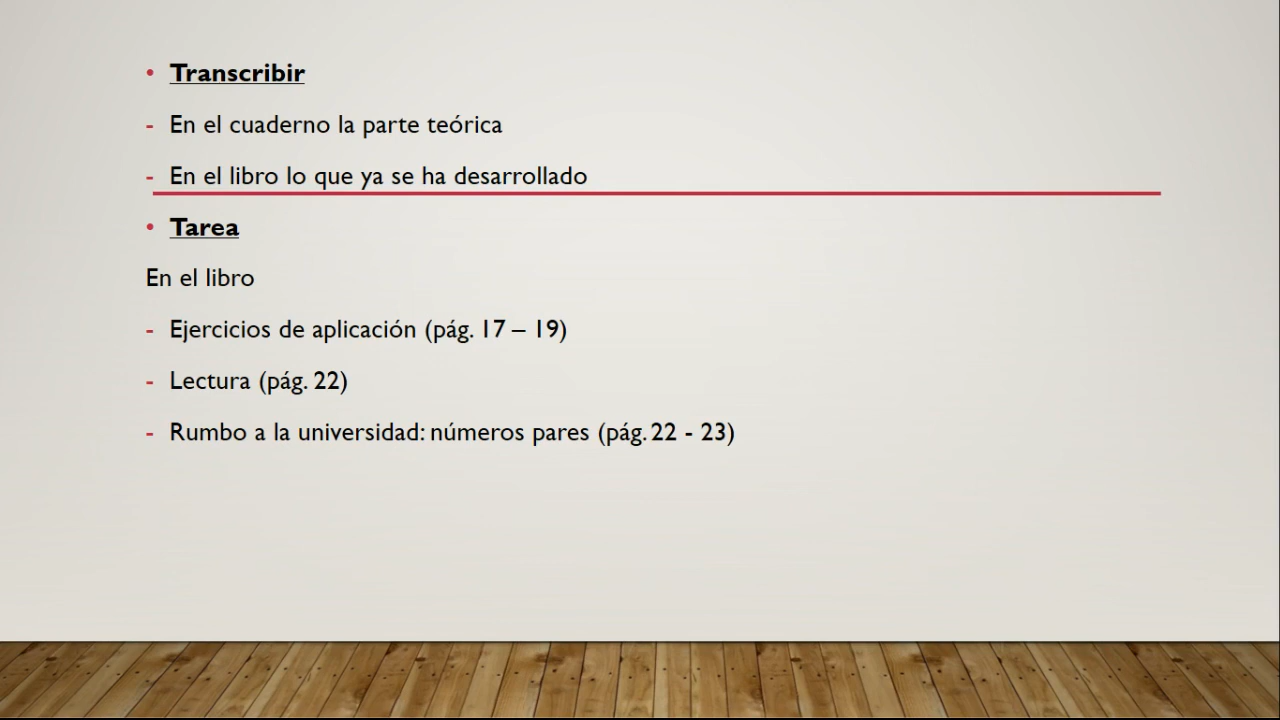 • Transcribir
- En el cuaderno la parte teórica
- En el libro lo que ya se ha desarrollado
• Tarea
En el libro
- Ejercicios de aplicación (pág. 17 – 19)
- Lectura (pág. 22)
- Rumbo a la universidad: números pares (pág. 22 - 23)